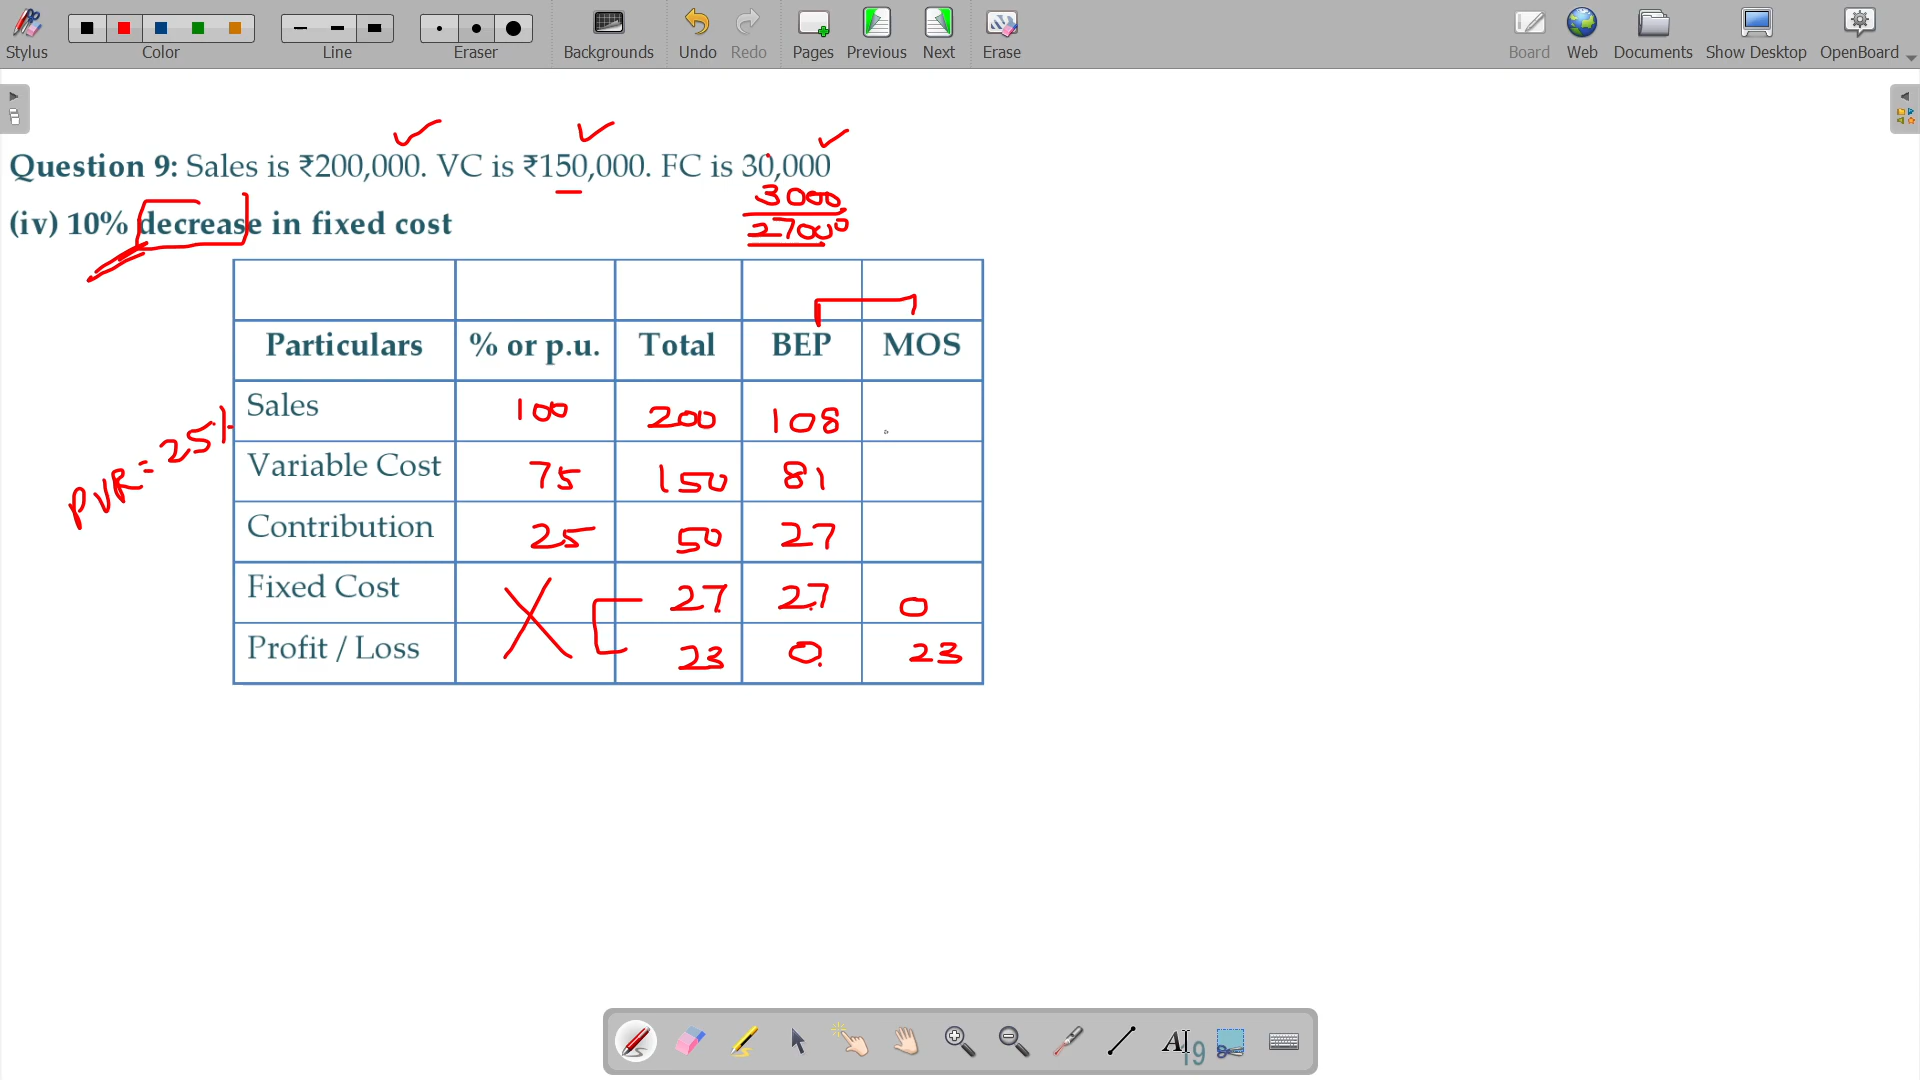 Stylus Color Line Eraser Backgrounds Undo Redo Pages Previous Next Erase Board Web Documents Show Desktop OpenBoard
Question 9: Sales is ₹200,000. VC is ₹150,000. FC is 30,000
3000
(iv) 10% decrease in fixed cost
27000
Particulars % or p.u. Total BEP MOS
Sales 100 200 108
Variable Cost 75 150 81
PVR = 25%
Contribution 25 50 27
Fixed Cost 27 27 0
Profit / Loss 23 0 23
19